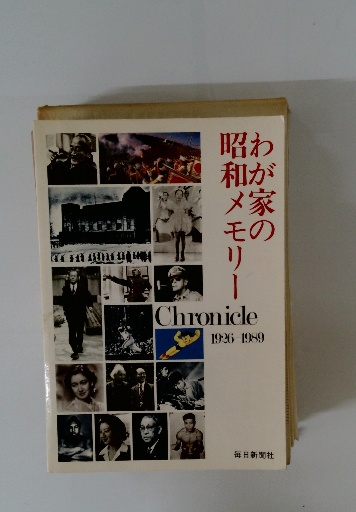 わが家の
昭和メモリー
Chronicle
1926-1989
毎日新聞社